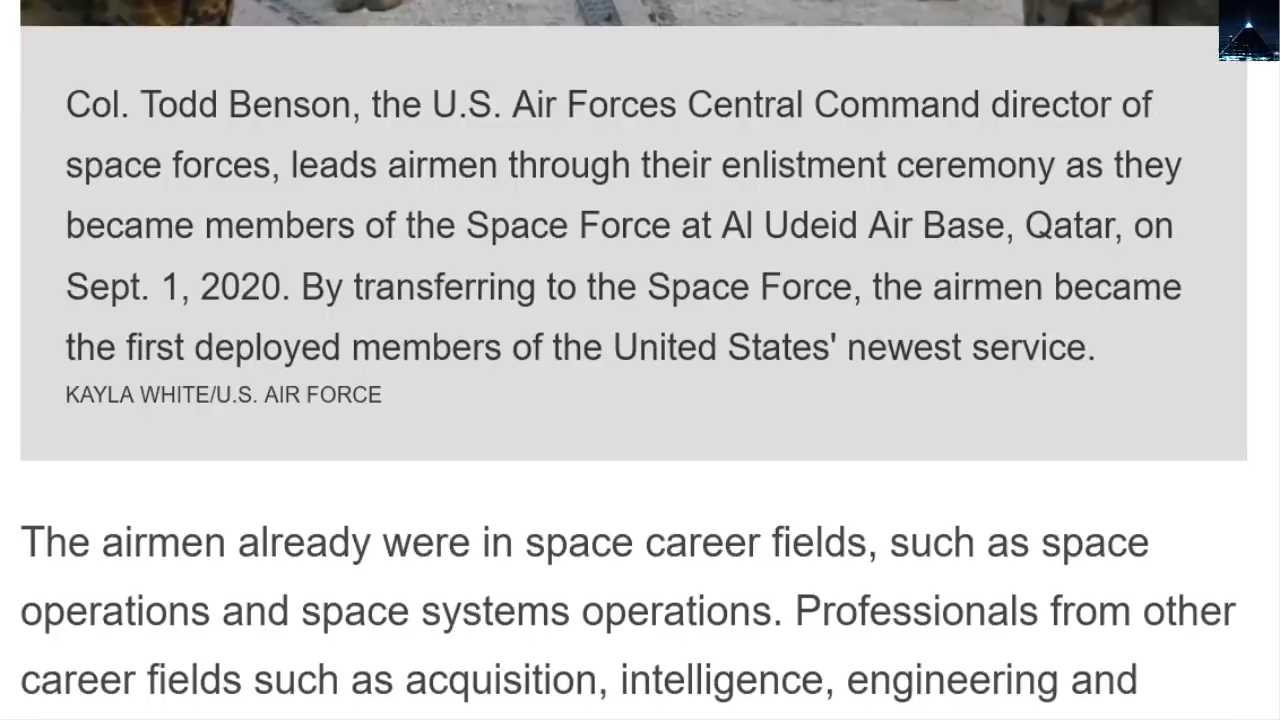 Col. Todd Benson, the U.S. Air Forces Central Command director of
space forces, leads airmen through their enlistment ceremony as they
became members of the Space Force at Al Udeid Air Base, Qatar, on
Sept. 1, 2020. By transferring to the Space Force, the airmen became
the first deployed members of the United States' newest service.
KAYLA WHITE/U.S. AIR FORCE
The airmen already were in space career fields, such as space
operations and space systems operations. Professionals from other
career fields such as acquisition, intelligence, engineering and